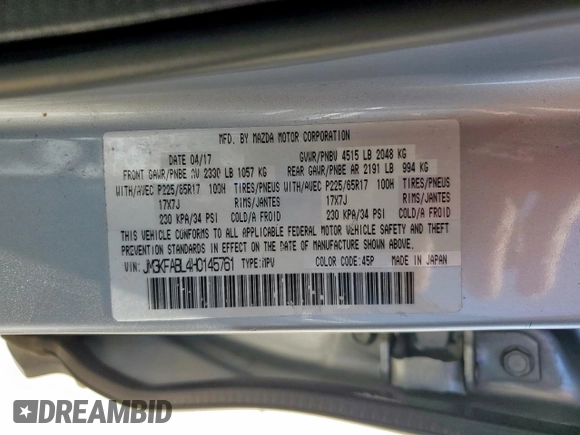 MFD. BY MAZDA MOTOR CORPORATION
DATE 04/17 GVWR/PNBV 4515 LB 2048 KG
FRONT GAWR/PNBE AV 2330 LB 1057 KG REAR GAWR/PNBE AR 2191 LB 994 KG
WITH/AVEC P225/65R17 100H TIRES/PNEUS WITH/AVEC P225/65R17 100H TIRES/PNEUS
17X7J RIMS/JANTES 17X7J RIMS/JANTES
230 KPA/34 PSI COLD/A FROID 230 KPA/34 PSI COLD/A FROID
THIS VEHICLE CONFORMS TO ALL APPLICABLE FEDERAL MOTOR VEHICLE SAFETY AND THEFT
PREVENTION STANDARDS IN EFFECT ON THE DATE OF MANUFACTURE SHOWN ABOVE.
VIN: JM3KFABL4H0145761 TYPE: MPV COLOR CODE: 45P MADE IN JAPAN
DREAMBID